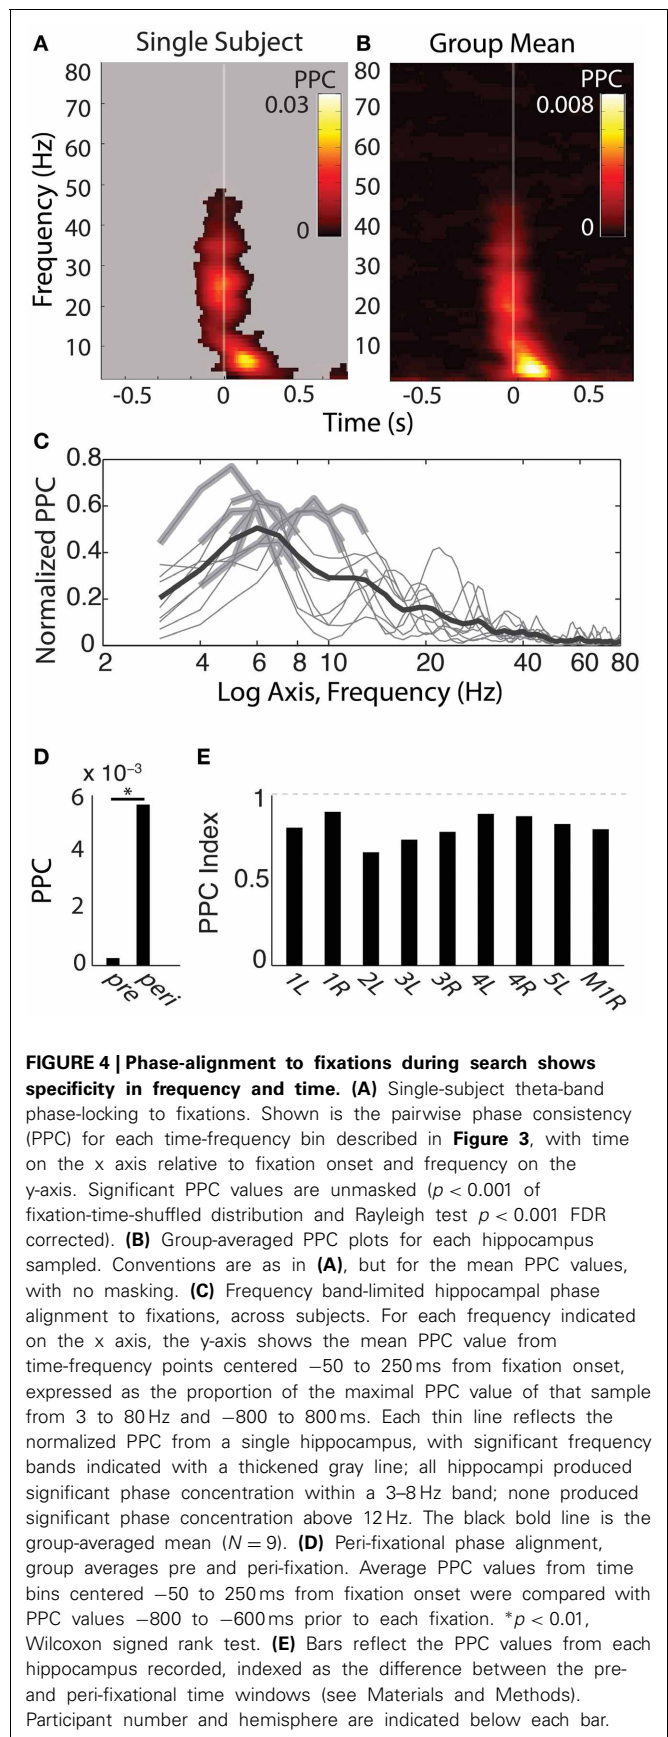 A Single Subject B Group Mean
80 PPC 80 PPC
70 0.03 70 0.008
60 60
50 50
40 0 40 0
30 30
20 20
10 10
Frequency (Hz)
-0.5 0 0.5 -0.5 0 0.5
Time (s)
C
0.8
0.6
0.4
0.2
0
Normalized PPC
2 4 6 8 10 20 40 60 80
Log Axis, Frequency (Hz)
D E
x 10⁻³
*
6
4
2
0
PPC
pre peri
1
0.5
0
PPC Index
1L 1R 2L 3L 3R 4L 4R 5L M1R
FIGURE 4 | Phase-alignment to fixations during search shows
specificity in frequency and time. (A) Single-subject theta-band
phase-locking to fixations. Shown is the pairwise phase consistency
(PPC) for each time-frequency bin described in Figure 3, with time
on the x axis relative to fixation onset and frequency on the
y-axis. Significant PPC values are unmasked (p < 0.001 of
fixation-time-shuffled distribution and Rayleigh test p < 0.001 FDR
corrected). (B) Group-averaged PPC plots for each hippocampus
sampled. Conventions are as in (A), but for the mean PPC values,
with no masking. (C) Frequency band-limited hippocampal phase
alignment to fixations, across subjects. For each frequency indicated
on the x axis, the y-axis shows the mean PPC value from
time-frequency points centered −50 to 250 ms from fixation onset,
expressed as the proportion of the maximal PPC value of that sample
from 3 to 80 Hz and −800 to 800 ms. Each thin line reflects the
normalized PPC from a single hippocampus, with significant frequency
bands indicated with a thickened gray line; all hippocampi produced
significant phase concentration within a 3–8 Hz band; none produced
significant phase concentration above 12 Hz. The black bold line is the
group-averaged mean (N = 9). (D) Peri-fixational phase alignment,
group averages pre and peri-fixation. Average PPC values from time
bins centered −50 to 250 ms from fixation onset were compared with
PPC values −800 to −600 ms prior to each fixation. *p < 0.01,
Wilcoxon signed rank test. (E) Bars reflect the PPC values from each
hippocampus recorded, indexed as the difference between the pre-
and peri-fixational time windows (see Materials and Methods).
Participant number and hemisphere are indicated below each bar.